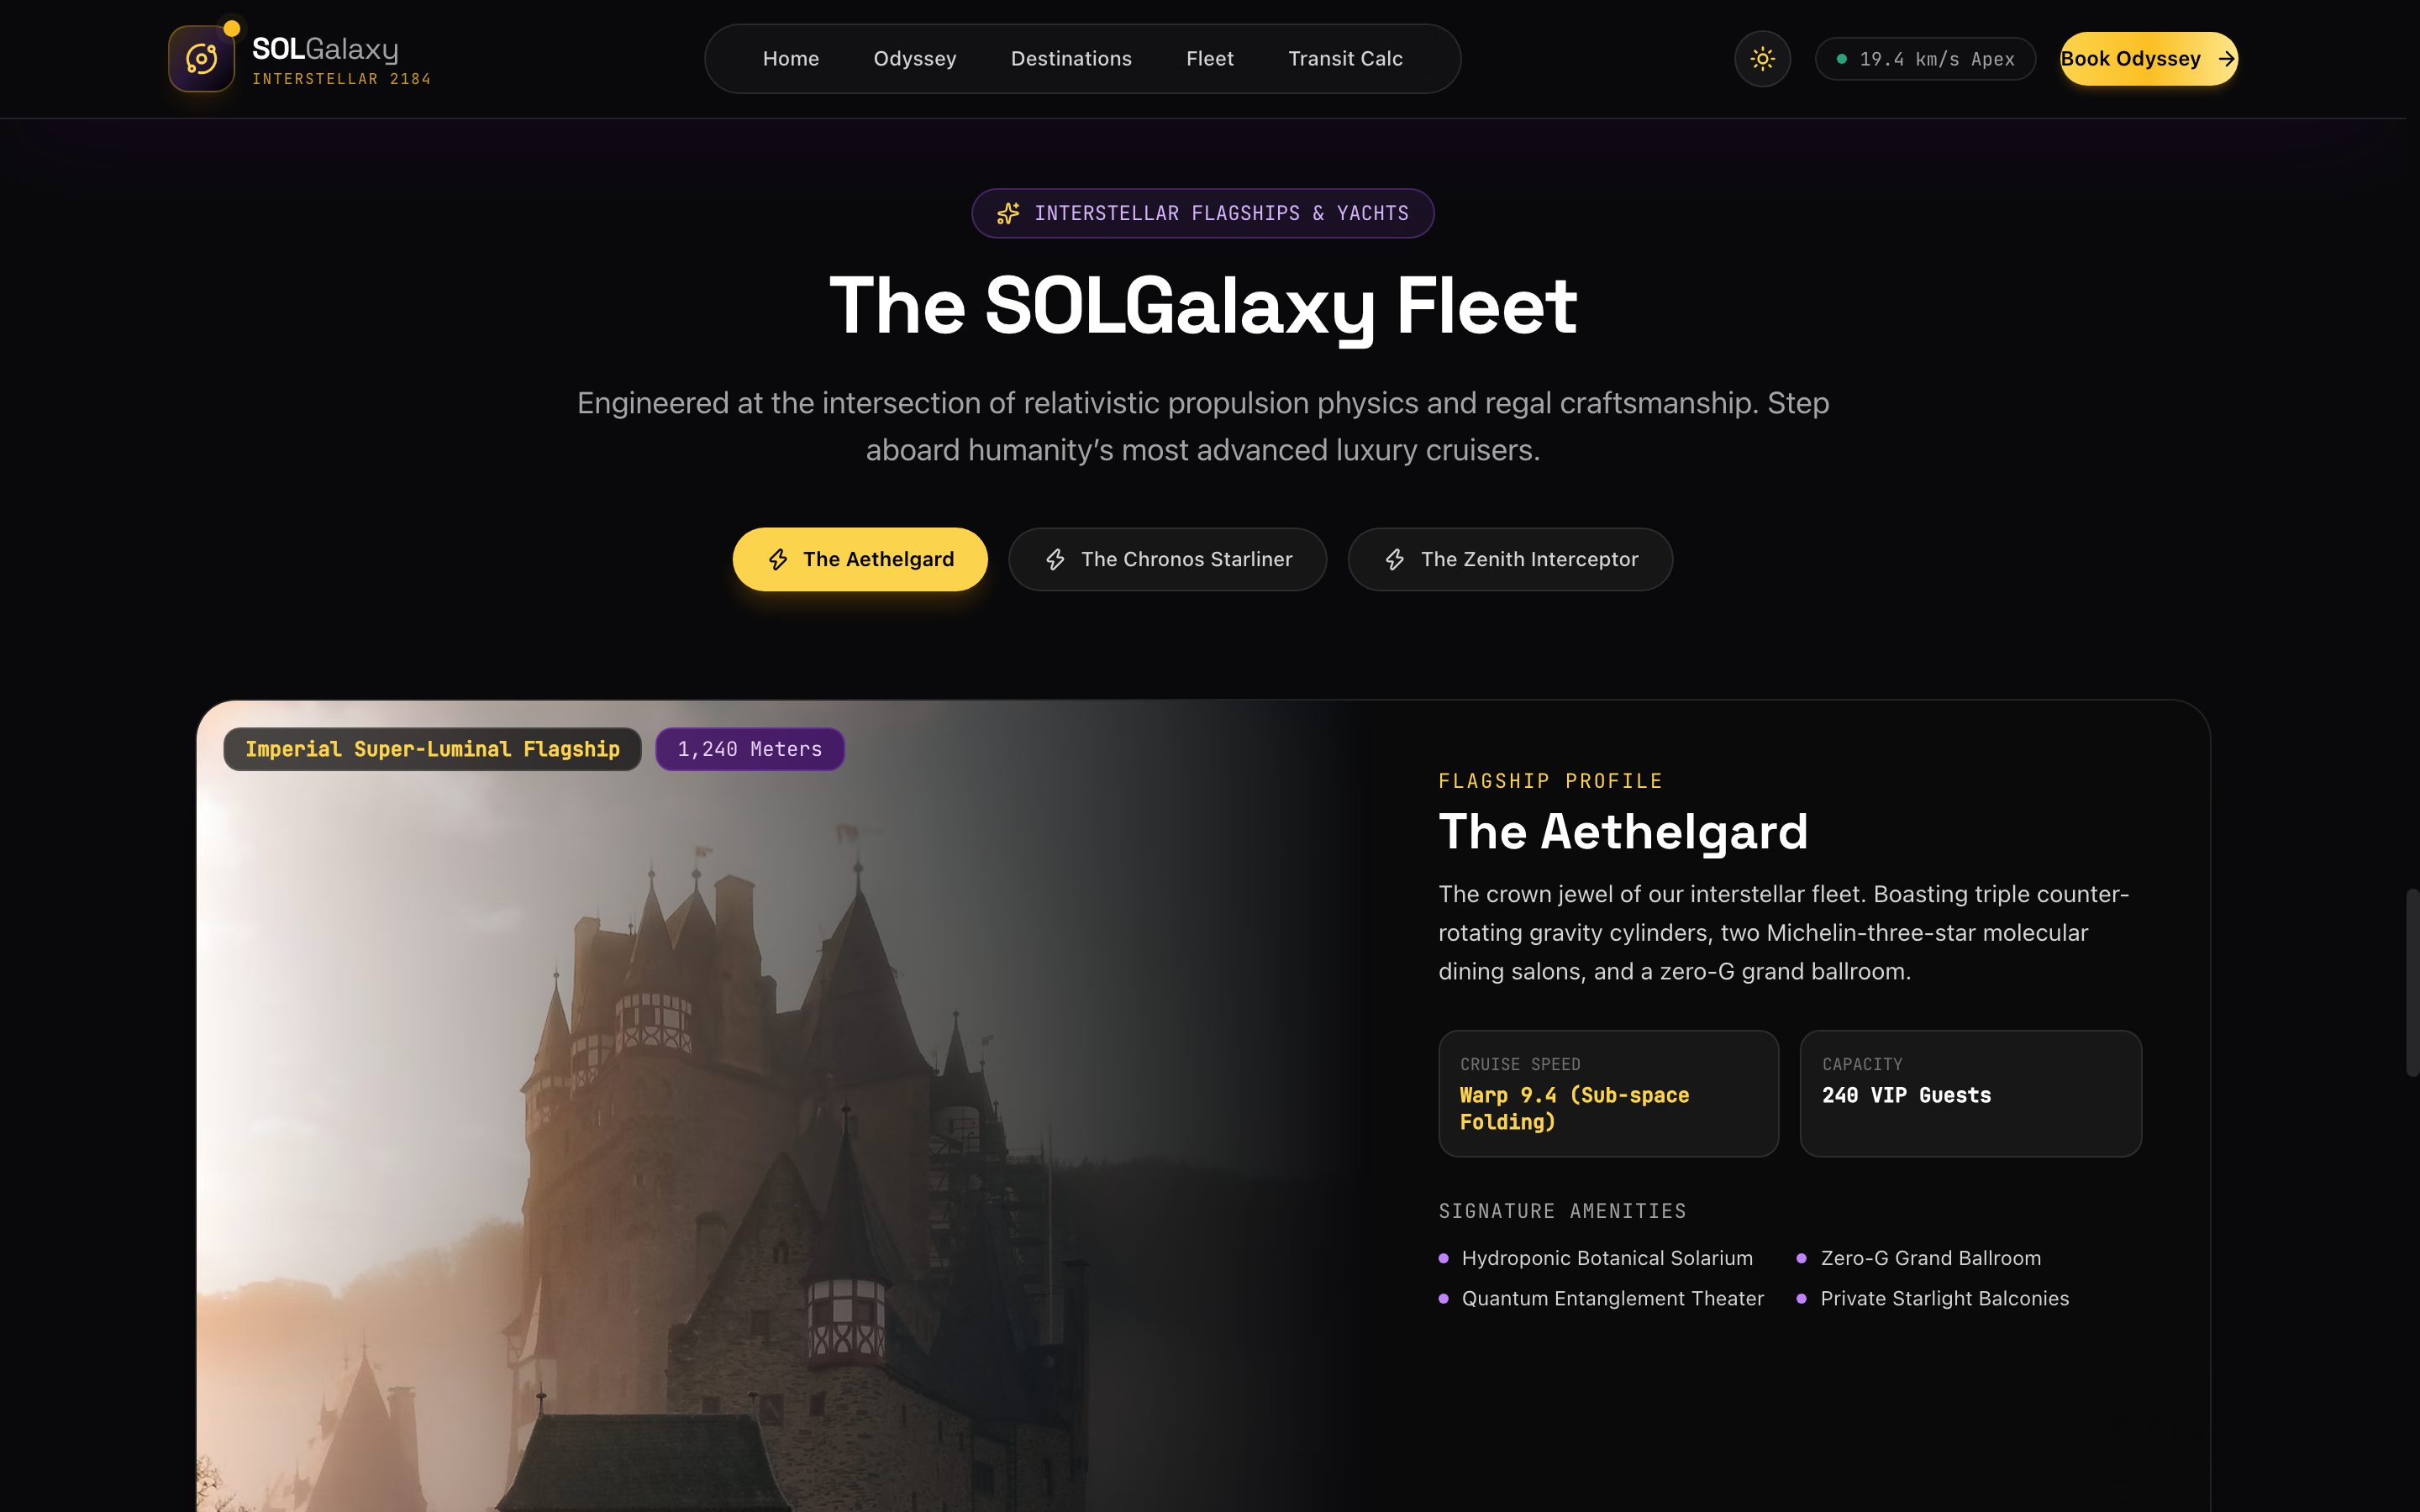 SOLGalaxy
INTERSTELLAR 2184
Home
Odyssey
Destinations
Fleet
Transit Calc
19.4 km/s Apex
Book Odyssey
INTERSTELLAR FLAGSHIPS & YACHTS
The SOLGalaxy Fleet
Engineered at the intersection of relativistic propulsion physics and regal craftsmanship. Step
aboard humanity’s most advanced luxury cruisers.
The Aethelgard
The Chronos Starliner
The Zenith Interceptor
Imperial Super-Luminal Flagship
1,240 Meters
FLAGSHIP PROFILE
The Aethelgard
The crown jewel of our interstellar fleet. Boasting triple counter-
rotating gravity cylinders, two Michelin-three-star molecular
dining salons, and a zero-G grand ballroom.
CRUISE SPEED
Warp 9.4 (Sub-space
Folding)
CAPACITY
240 VIP Guests
SIGNATURE AMENITIES
Hydroponic Botanical Solarium
Zero-G Grand Ballroom
Quantum Entanglement Theater
Private Starlight Balconies